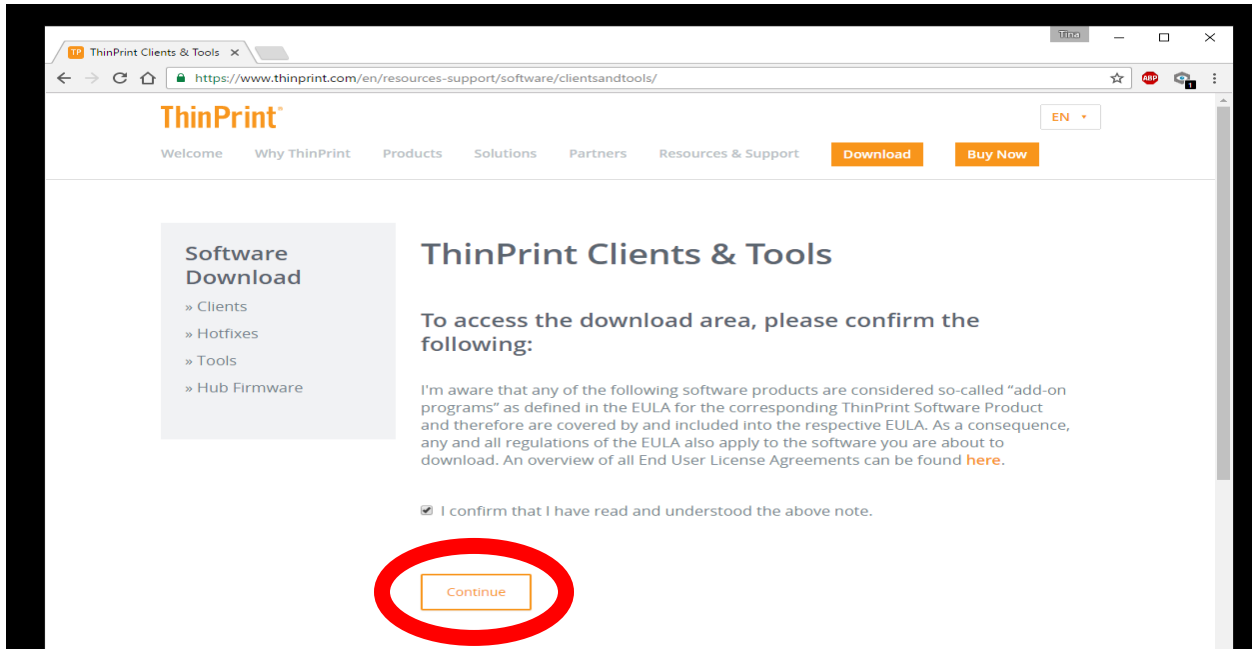 Tina
TP ThinPrint Clients & Tools
https://www.thinprint.com/en/resources-support/software/clientsandtools/
ABP
1
ThinPrint®
EN
Welcome Why ThinPrint Products Solutions Partners Resources & Support Download Buy Now
Software
Download
» Clients
» Hotfixes
» Tools
» Hub Firmware
ThinPrint Clients & Tools
To access the download area, please confirm the
following:
I'm aware that any of the following software products are considered so-called “add-on
programs” as defined in the EULA for the corresponding ThinPrint Software Product
and therefore are covered by and included into the respective EULA. As a consequence,
any and all regulations of the EULA also apply to the software you are about to
download. An overview of all End User License Agreements can be found here.
I confirm that I have read and understood the above note.
Continue